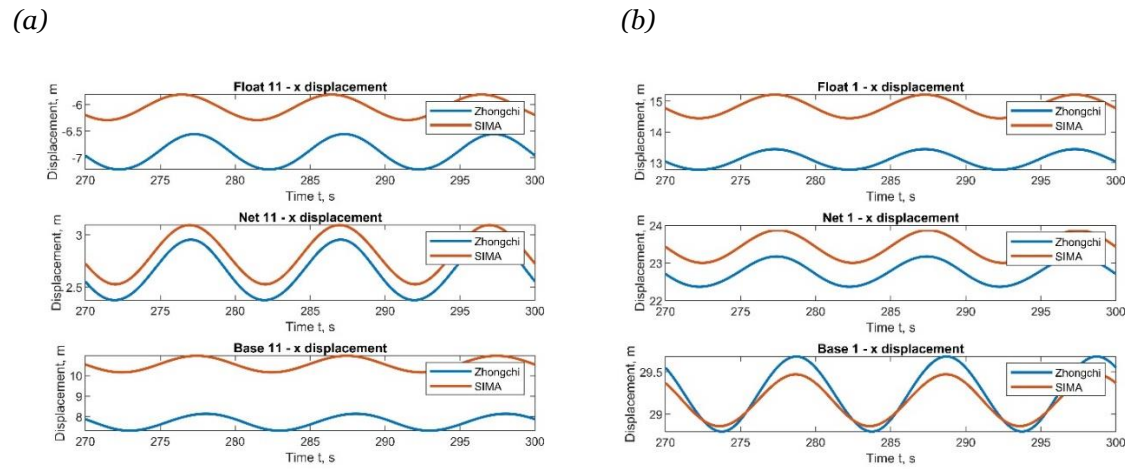 (a)
Float 11 - x displacement
Displacement, m
-6
-6.5
-7
Zhongchi
SIMA
270 275 280 285 290 295 300
Time t, s
Net 11 - x displacement
Displacement, m
3
2.5
Zhongchi
SIMA
270 275 280 285 290 295 300
Time t, s
Base 11 - x displacement
Displacement, m
10
8
Zhongchi
SIMA
270 275 280 285 290 295 300
Time t, s
(b)
Float 1 - x displacement
Displacement, m
15
14
13
Zhongchi
SIMA
270 275 280 285 290 295 300
Time t, s
Net 1 - x displacement
Displacement, m
24
23
22
Zhongchi
SIMA
270 275 280 285 290 295 300
Time t, s
Base 1 - x displacement
Displacement, m
29.5
29
Zhongchi
SIMA
270 275 280 285 290 295 300
Time t, s